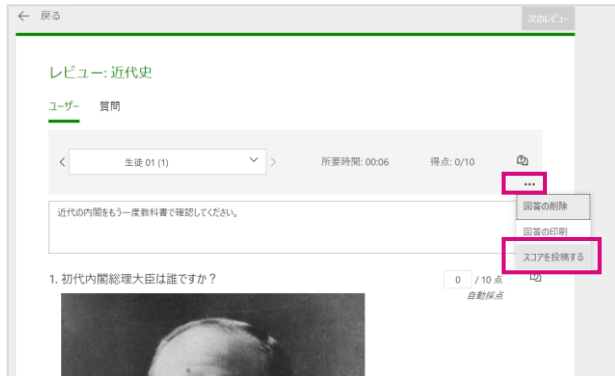 ← 戻る
次のレビュー
レビュー: 近代史
ユーザー 質問
生徒 01 (1)
所要時間: 00:06
得点: 0/10
近代の内閣をもう一度教科書で確認してください。
回答の削除
回答の印刷
スコアを投稿する
1. 初代内閣総理大臣は誰ですか？
0 / 10 点
自動採点